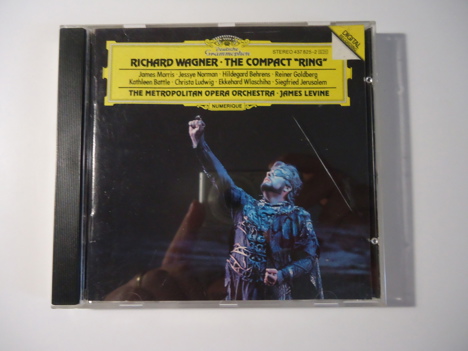 Deutsche
Grammophon
STEREO 437 825-2
DIGITAL
RICHARD WAGNER · THE COMPACT "RING"
James Morris · Jessye Norman · Hildegard Behrens · Reiner Goldberg
Kathleen Battle · Christa Ludwig · Ekkehard Wlaschiha · Siegfried Jerusalem
THE METROPOLITAN OPERA ORCHESTRA · JAMES LEVINE
NUMERIQUE